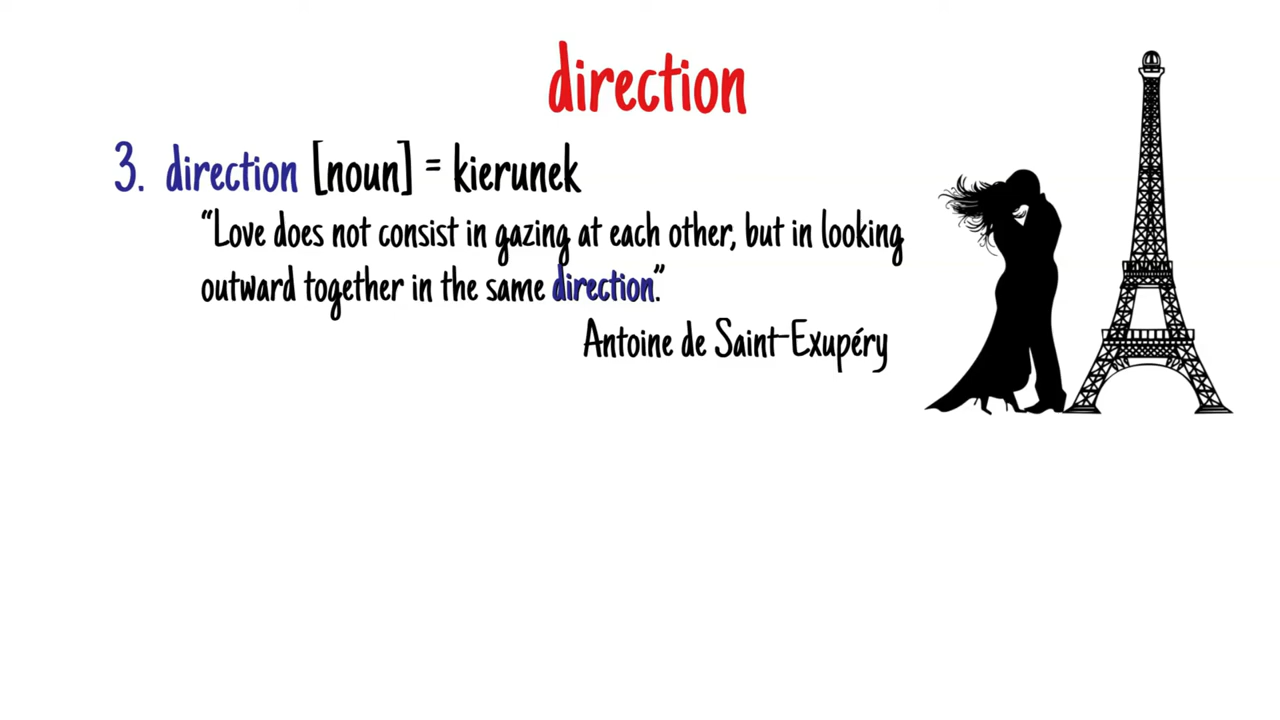 direction
3. direction [noun] = kierunek
“Love does not consist in gazing at each other, but in looking
outward together in the same direction.”
Antoine de Saint-Exupéry